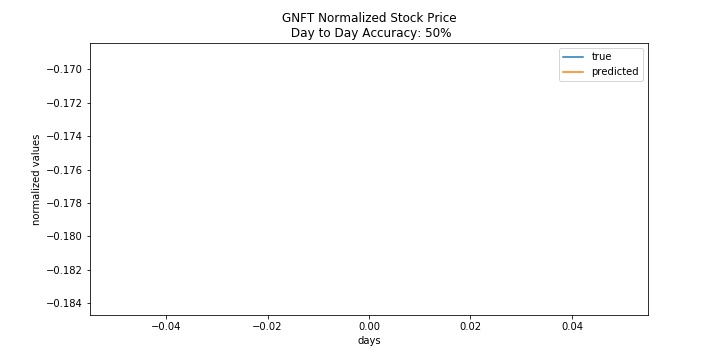 GNFT Normalized Stock Price
Day to Day Accuracy: 50%
true
predicted
normalized values
−0.170
−0.172
−0.174
−0.176
−0.178
−0.180
−0.182
−0.184
−0.04
−0.02
0.00
0.02
0.04
days